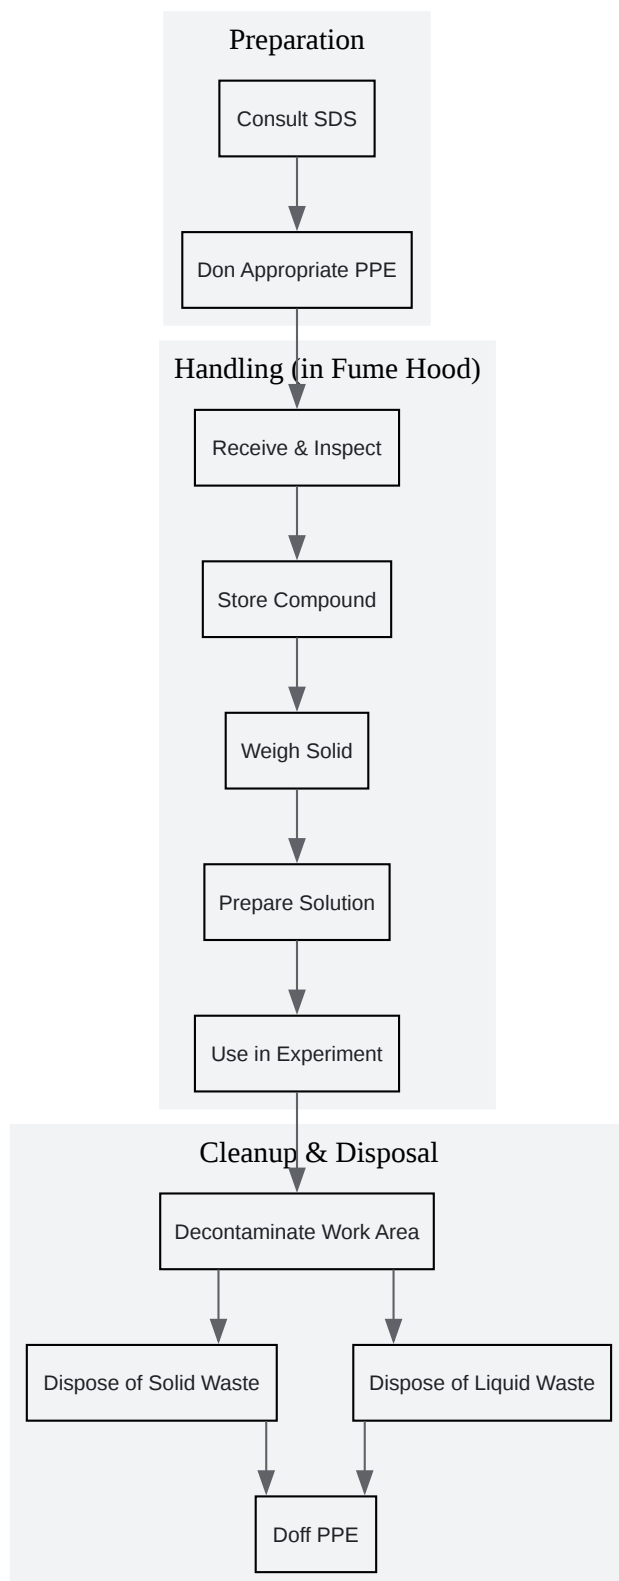 Preparation
Consult SDS
Don Appropriate PPE
Handling (in Fume Hood)
Receive & Inspect
Store Compound
Weigh Solid
Prepare Solution
Use in Experiment
Cleanup & Disposal
Decontaminate Work Area
Dispose of Solid Waste
Dispose of Liquid Waste
Doff PPE